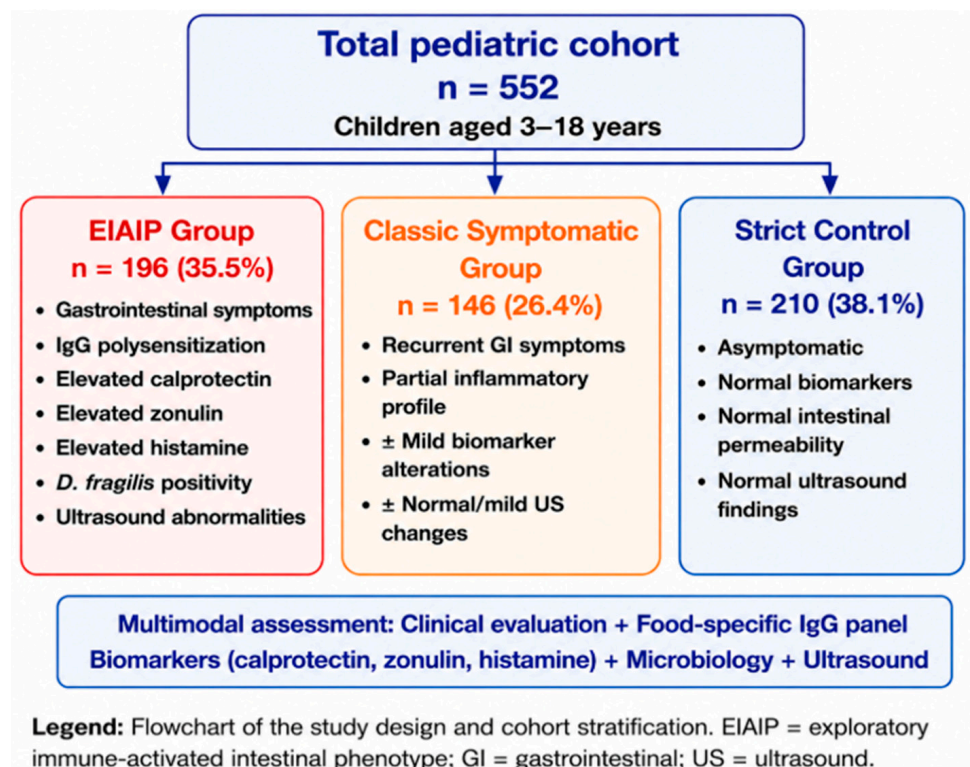 Total pediatric cohort
n = 552
Children aged 3–18 years
EIAIP Group
n = 196 (35.5%)
• Gastrointestinal symptoms
• IgG polysensitization
• Elevated calprotectin
• Elevated zonulin
• Elevated histamine
• D. fragilis positivity
• Ultrasound abnormalities
Classic Symptomatic
Group
n = 146 (26.4%)
• Recurrent GI symptoms
• Partial inflammatory
profile
• ± Mild biomarker
alterations
• ± Normal/mild US
changes
Strict Control
Group
n = 210 (38.1%)
• Asymptomatic
• Normal biomarkers
• Normal intestinal
permeability
• Normal ultrasound
findings
Multimodal assessment: Clinical evaluation + Food-specific IgG panel
Biomarkers (calprotectin, zonulin, histamine) + Microbiology + Ultrasound
Legend: Flowchart of the study design and cohort stratification. EIAIP = exploratory
immune-activated intestinal phenotype; GI = gastrointestinal; US = ultrasound.